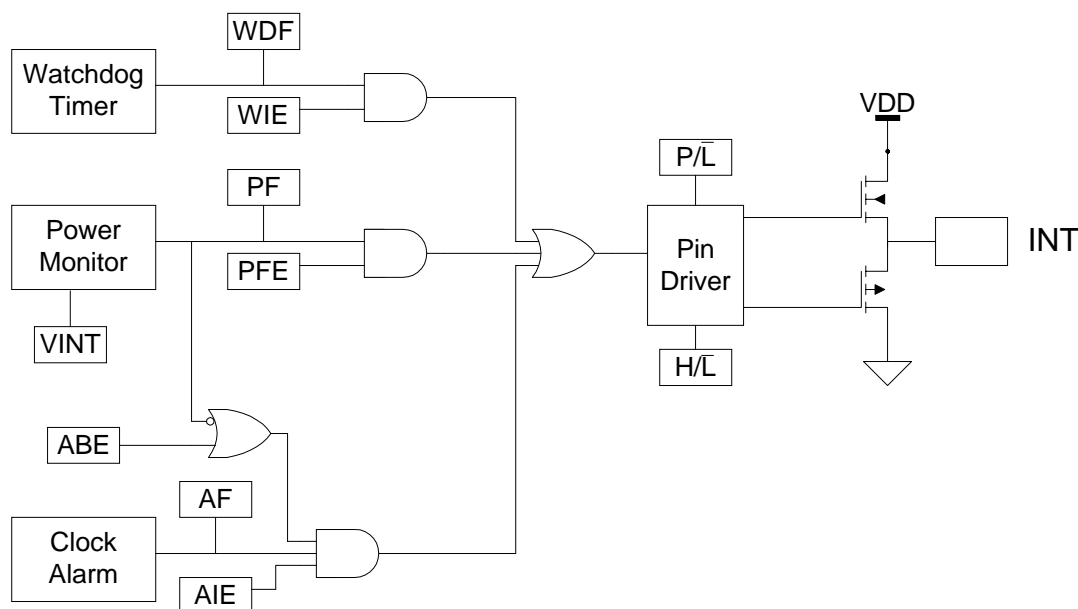 WDF
Watchdog
Timer
WIE
VDD
P/L̅
PF
Power
Monitor
PFE
Pin
Driver
INT
VINT
H/L̅
ABE
AF
Clock
Alarm
AIE